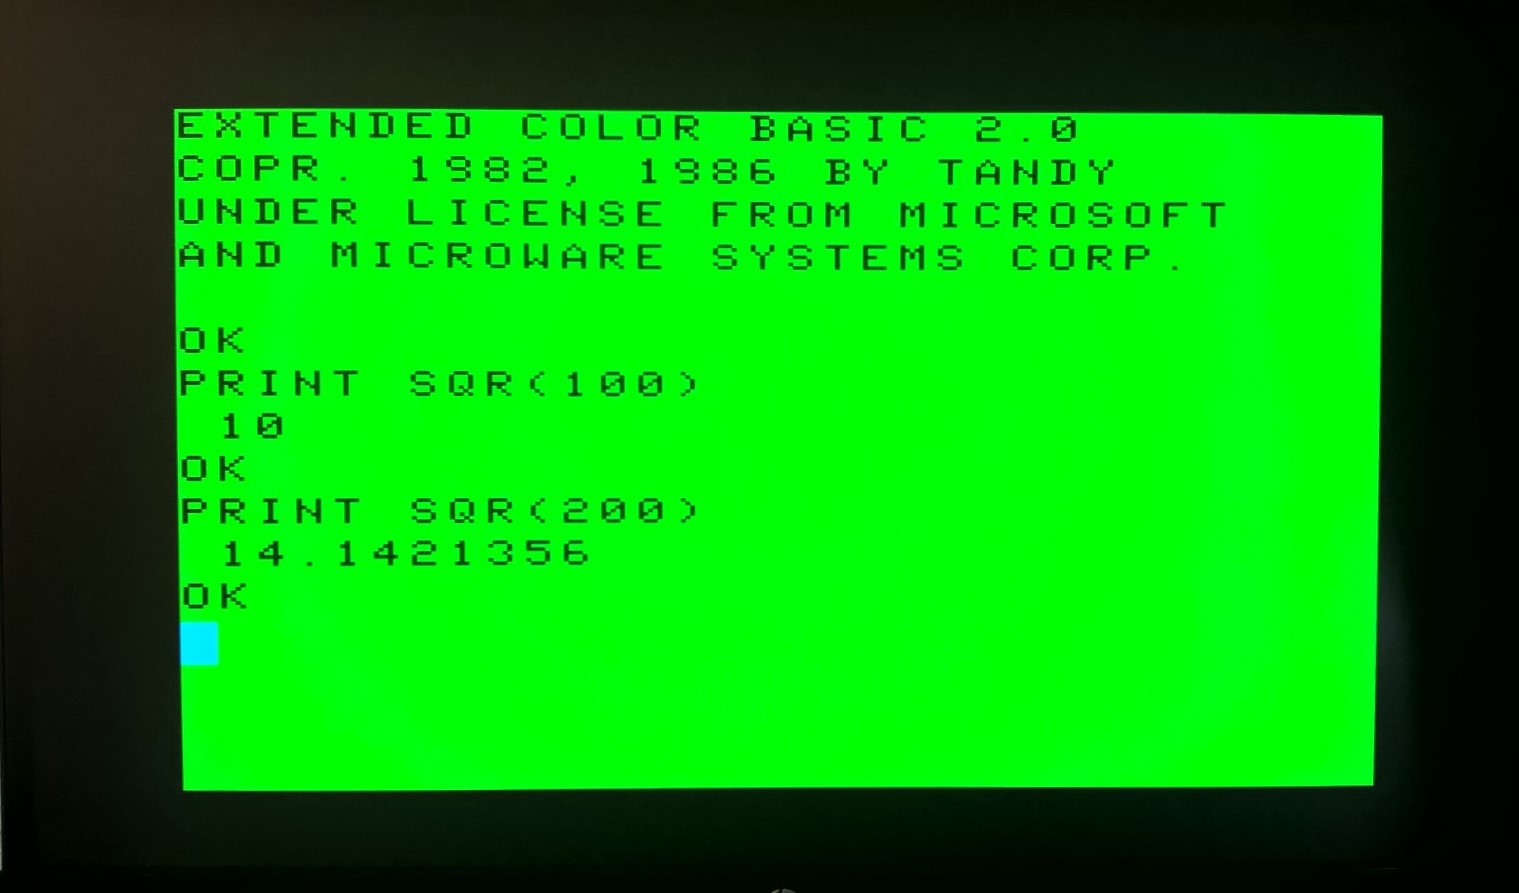 EXTENDED COLOR BASIC 2.0
COPR. 1982, 1986 BY TANDY
UNDER LICENSE FROM MICROSOFT
AND MICROWARE SYSTEMS CORP.
OK
PRINT SQR(100)
10
OK
PRINT SQR(200)
14.1421356
OK